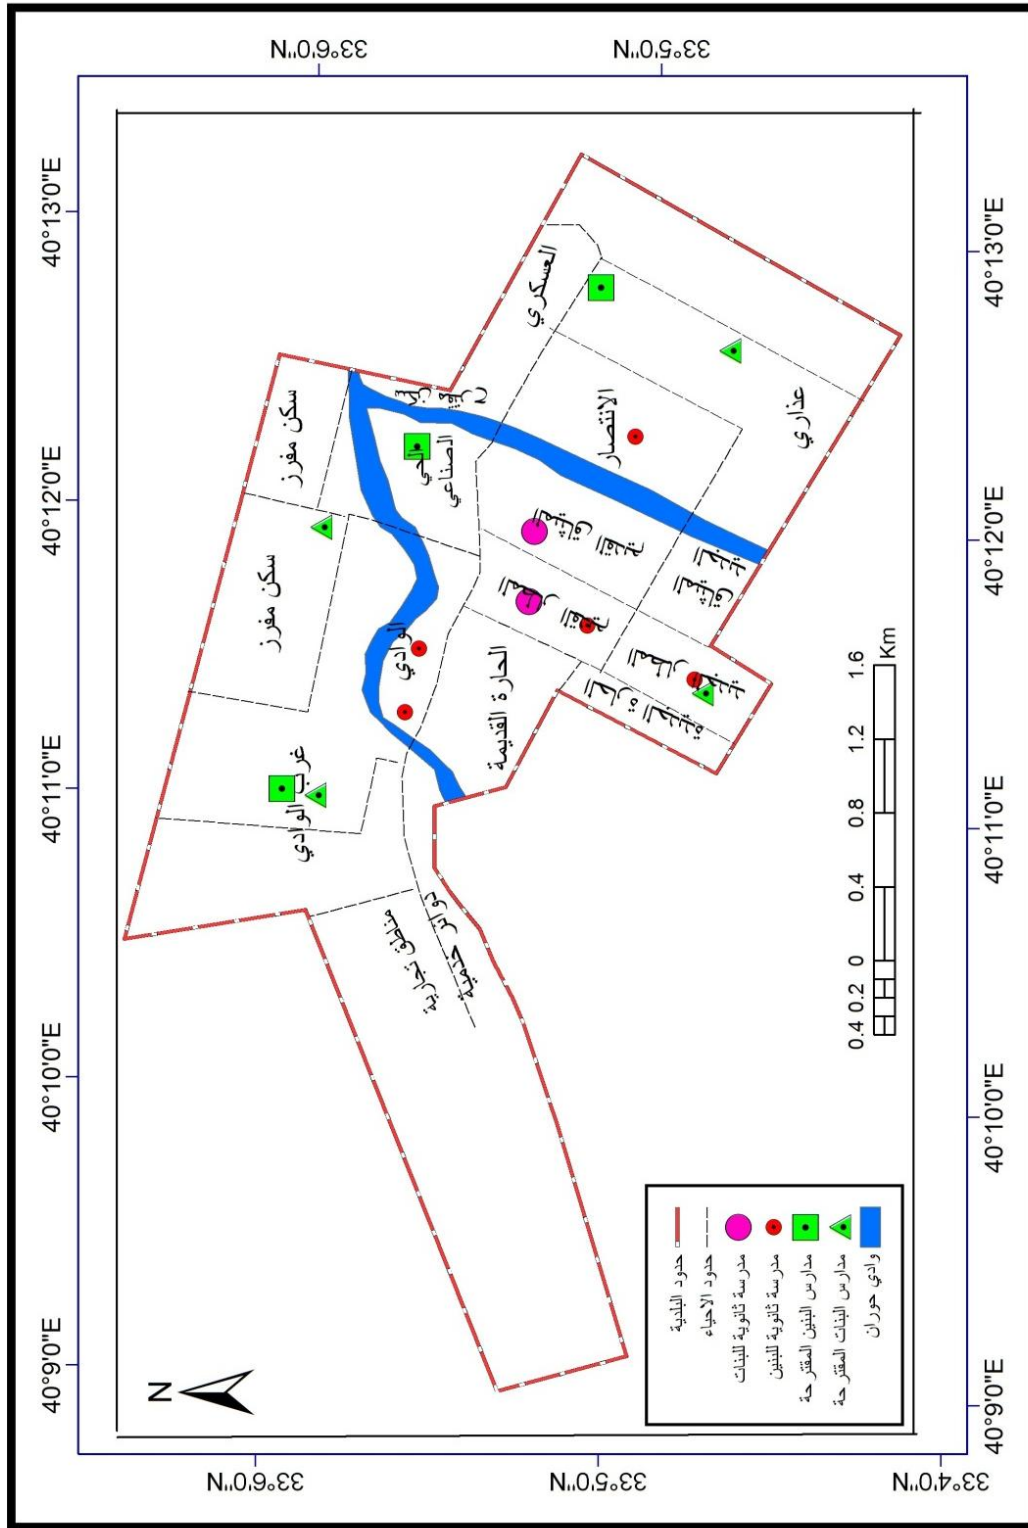 33°6'0"N
33°5'0"N
40°13'0"E
40°12'0"E
40°11'0"E
40°10'0"E
40°9'0"E
40°13'0"E
40°12'0"E
40°11'0"E
40°10'0"E
40°9'0"E
33°6'0"N
33°5'0"N
33°4'0"N
N
سكن مفرز
سكن مفرز
غرب الوادي
الوادي
الحي
الصناعي
العسكري
الانتصار
عذاري
الحارة القديمة
مناطق تجارية
دوائر خدمية
حدود البلدية
حدود الاحياء
مدرسة ثانوية للبنات
مدرسة ثانوية للبنين
مدارس البنين المقترحة
مدارس البنات المقترحة
وادي حوران
0.4 0.2 0 0.4 0.8 1.2 1.6
Km